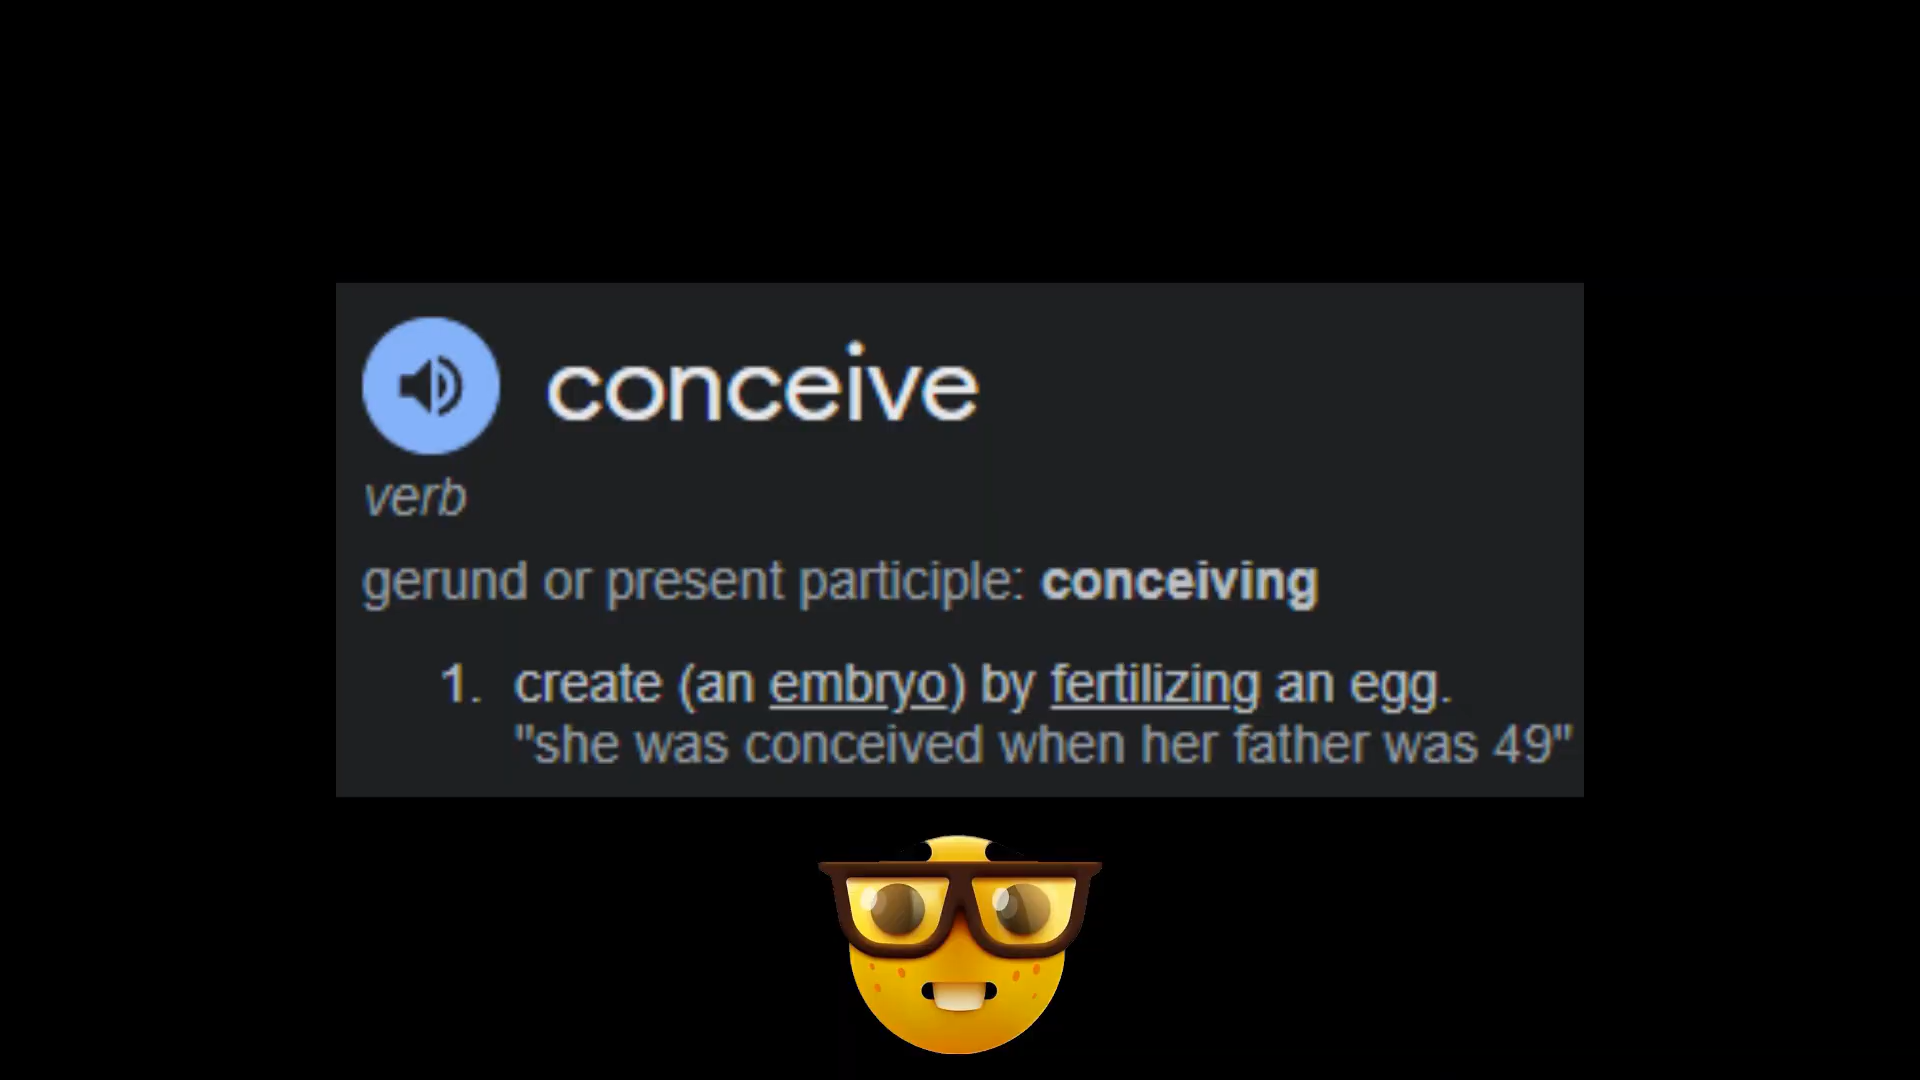 conceive
verb
gerund or present participle: conceiving
1. create (an embryo) by fertilizing an egg.
"she was conceived when her father was 49"